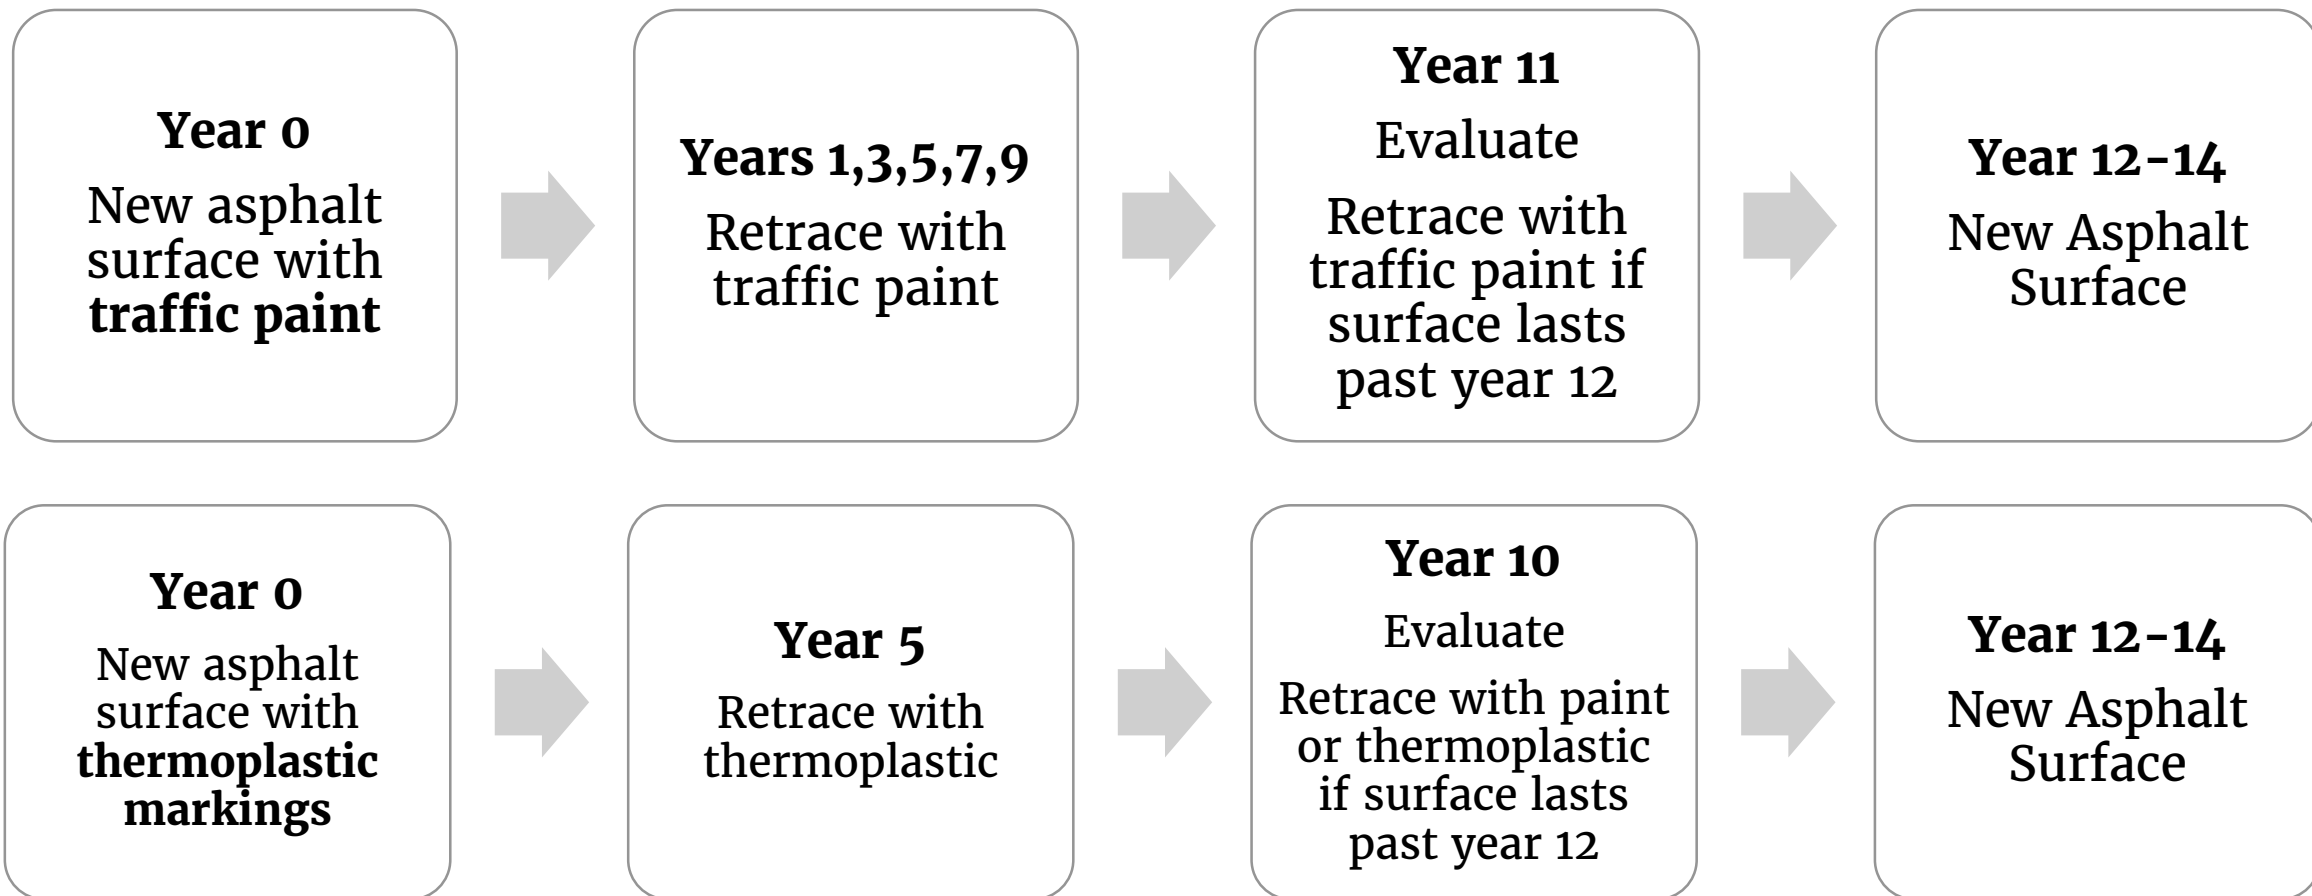 Year 0
New asphalt
surface with
traffic paint
Years 1,3,5,7,9
Retrace with
traffic paint
Year 11
Evaluate
Retrace with
traffic paint if
surface lasts
past year 12
Year 12-14
New Asphalt
Surface
Year 0
New asphalt
surface with
thermoplastic
markings
Year 5
Retrace with
thermoplastic
Year 10
Evaluate
Retrace with paint
or thermoplastic
if surface lasts
past year 12
Year 12-14
New Asphalt
Surface